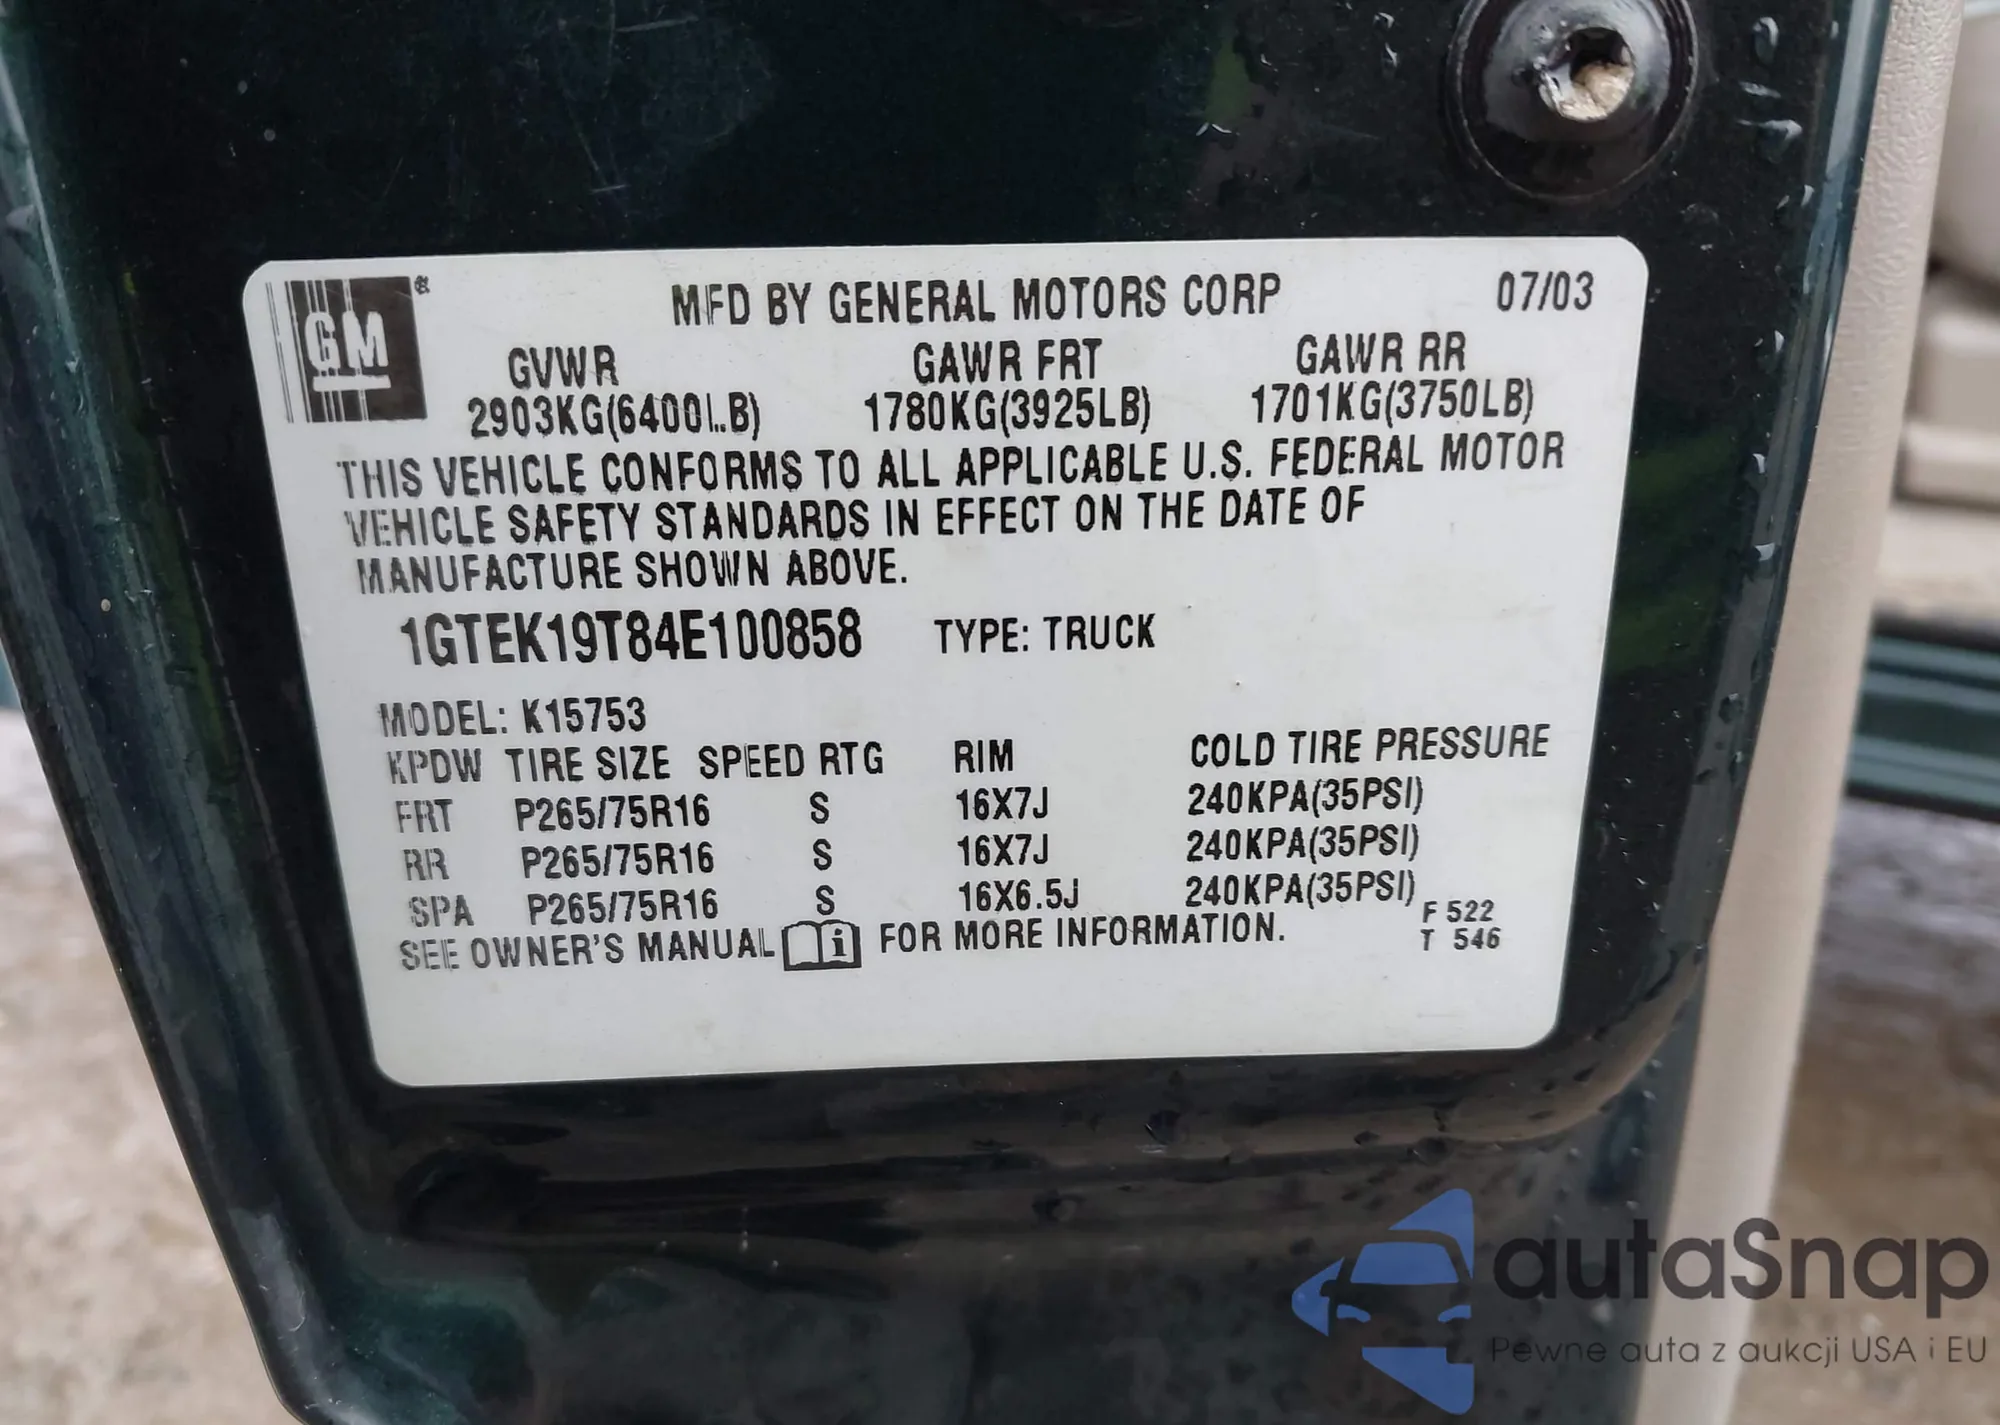 GM
MFD BY GENERAL MOTORS CORP 07/03
GVWR GAWR FRT GAWR RR
2903KG(6400LB) 1780KG(3925LB) 1701KG(3750LB)
THIS VEHICLE CONFORMS TO ALL APPLICABLE U.S. FEDERAL MOTOR
VEHICLE SAFETY STANDARDS IN EFFECT ON THE DATE OF
MANUFACTURE SHOWN ABOVE.
1GTEK19T84E100858 TYPE: TRUCK
MODEL: K15753
KPDW TIRE SIZE SPEED RTG RIM COLD TIRE PRESSURE
FRT P265/75R16 S 16X7J 240KPA(35PSI)
RR P265/75R16 S 16X7J 240KPA(35PSI)
SPA P265/75R16 S 16X6.5J 240KPA(35PSI)
F 522
T 546
SEE OWNER'S MANUAL FOR MORE INFORMATION.
autaSnap
Pewne auta z aukcji USA i EU